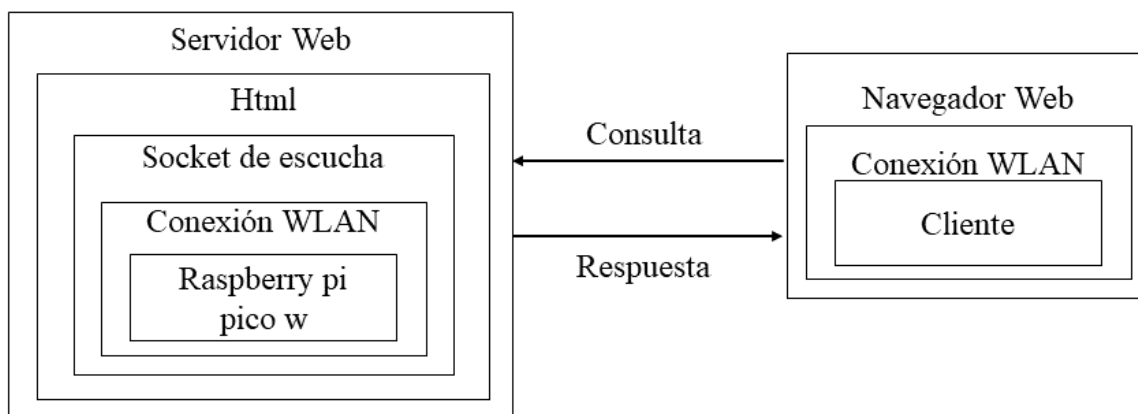 Servidor Web
Html
Socket de escucha
Conexión WLAN
Raspberry pi
pico w
Consulta
Respuesta
Navegador Web
Conexión WLAN
Cliente